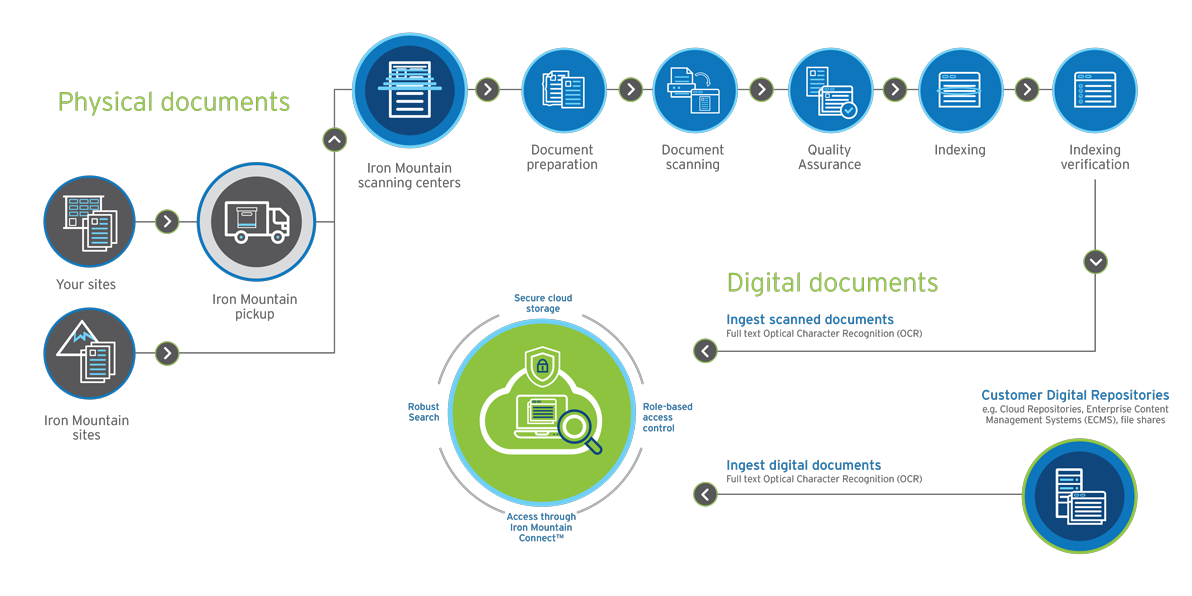 Physical documents
Iron Mountain
scanning centers
Document
preparation
Document
scanning
Quality
Assurance
Indexing
Indexing
verification
Your sites
Iron Mountain
pickup
Iron Mountain
sites
Digital documents
Ingest scanned documents
Full text Optical Character Recognition (OCR)
Secure cloud
storage
Robust
Search
Role-based
access
control
Access through
Iron Mountain
Connect™
Customer Digital Repositories
e.g. Cloud Repositories, Enterprise Content
Management Systems (ECMS), file shares
Ingest digital documents
Full text Optical Character Recognition (OCR)